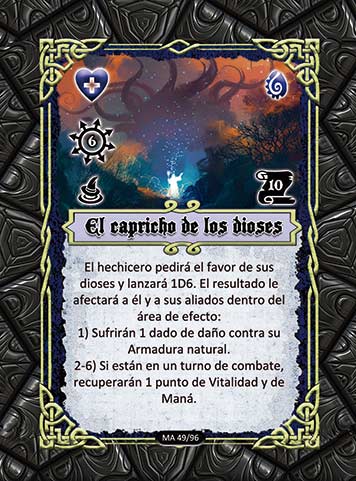 6
10
El capricho de los dioses
El hechicero pedirá el favor de sus
dioses y lanzará 1D6. El resultado le
afectará a él y a sus aliados dentro del
área de efecto:
1) Sufrirán 1 dado de daño contra su
Armadura natural.
2-6) Si están en un turno de combate,
recuperarán 1 punto de Vitalidad y de
Maná.
MA 49/96